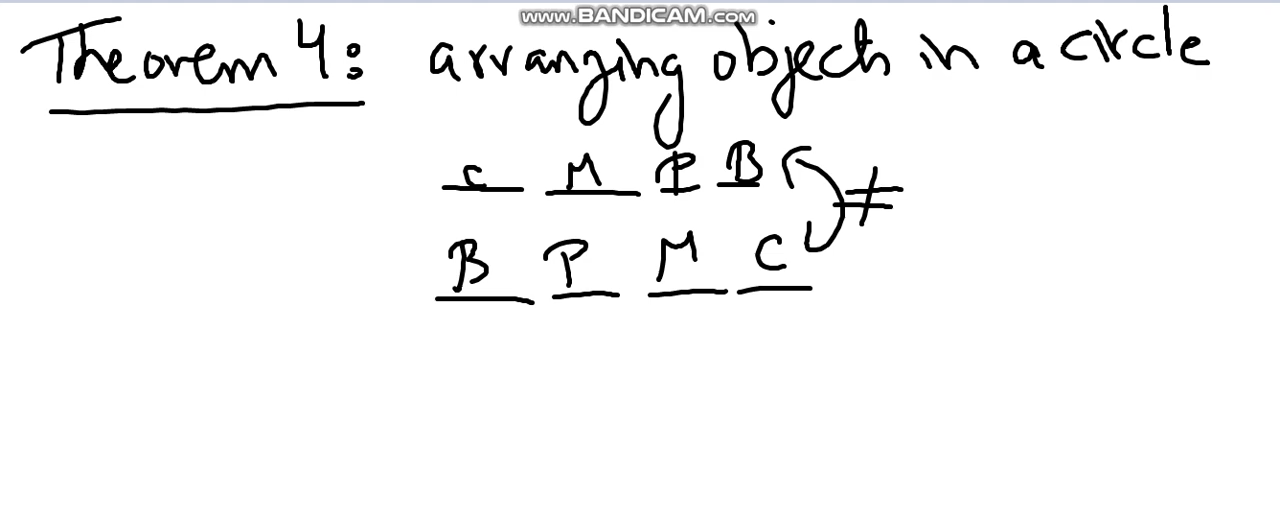 www.BANDICAM.com
Theorem 4: arranging objects in a circle
C M P B
≠
B P M C